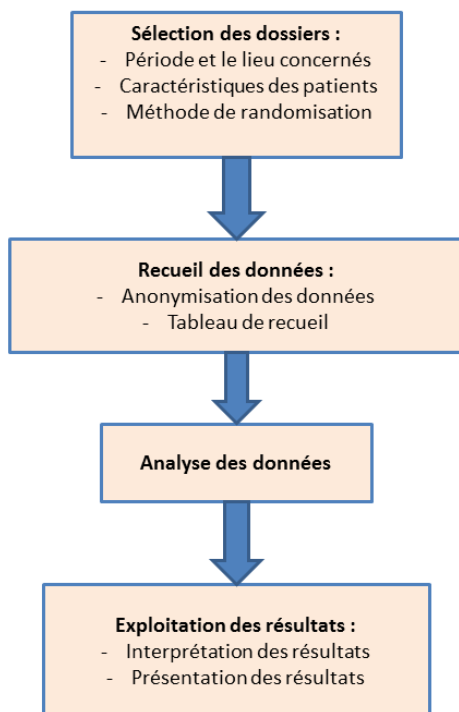 Sélection des dossiers :
- Période et le lieu concernés
- Caractéristiques des patients
- Méthode de randomisation
Recueil des données :
- Anonymisation des données
- Tableau de recueil
Analyse des données
Exploitation des résultats :
- Interprétation des résultats
- Présentation des résultats